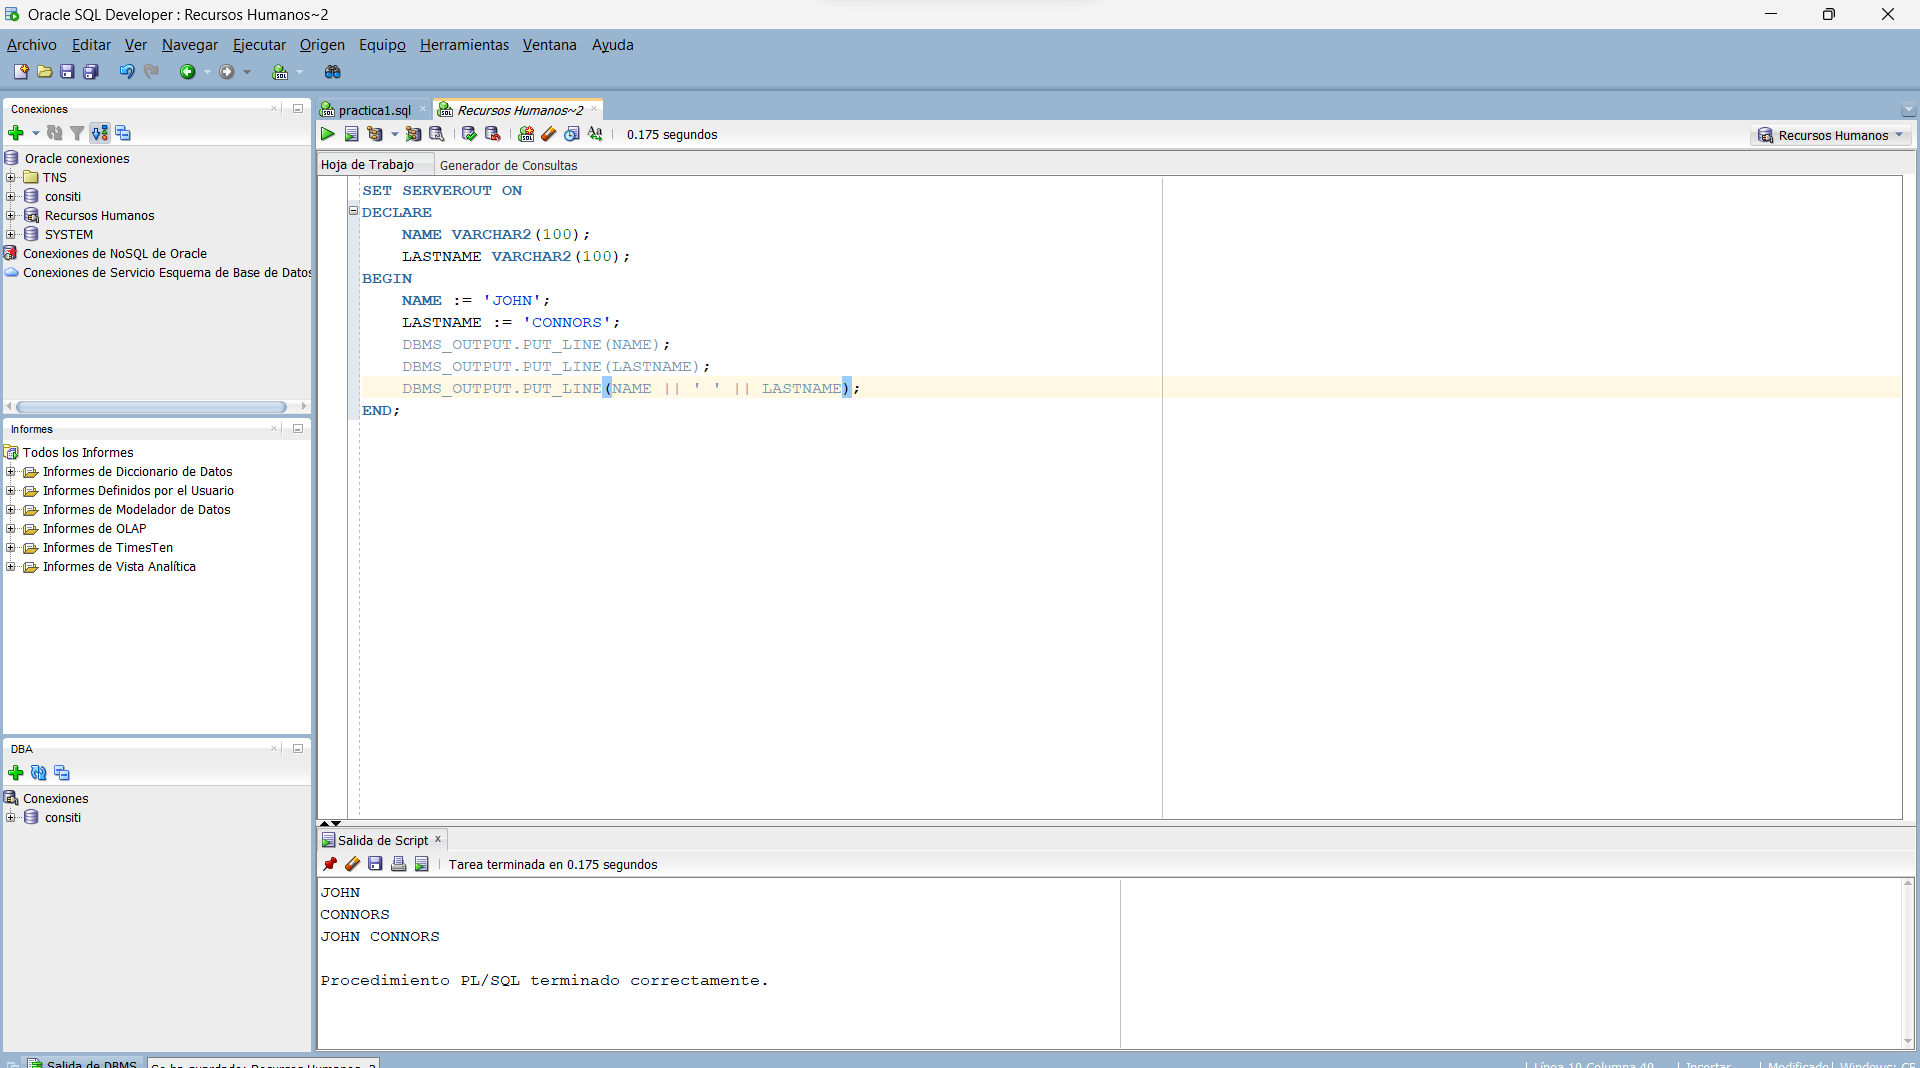 Oracle SQL Developer : Recursos Humanos~2
Archivo Editar Ver Navegar Ejecutar Origen Equipo Herramientas Ventana Ayuda
Conexiones
Oracle conexiones
TNS
consiti
Recursos Humanos
SYSTEM
Conexiones de NoSQL de Oracle
Conexiones de Servicio Esquema de Base de Datos
Informes
Todos los Informes
Informes de Diccionario de Datos
Informes Definidos por el Usuario
Informes de Modelador de Datos
Informes de OLAP
Informes de TimesTen
Informes de Vista Analítica
DBA
Conexiones
consiti
practica1.sql Recursos Humanos~2
0.175 segundos
Recursos Humanos
Hoja de Trabajo Generador de Consultas
SET SERVEROUT ON
DECLARE
NAME VARCHAR2(100);
LASTNAME VARCHAR2(100);
BEGIN
NAME := 'JOHN';
LASTNAME := 'CONNORS';
DBMS_OUTPUT.PUT_LINE(NAME);
DBMS_OUTPUT.PUT_LINE(LASTNAME);
DBMS_OUTPUT.PUT_LINE(NAME || ' ' || LASTNAME);
END;
Salida de Script
Tarea terminada en 0.175 segundos
JOHN
CONNORS
JOHN CONNORS
Procedimiento PL/SQL terminado correctamente.
Salida de DBMS
Se ha guardado: Recursos Humanos~2
Insertar
Modificado
Windows: